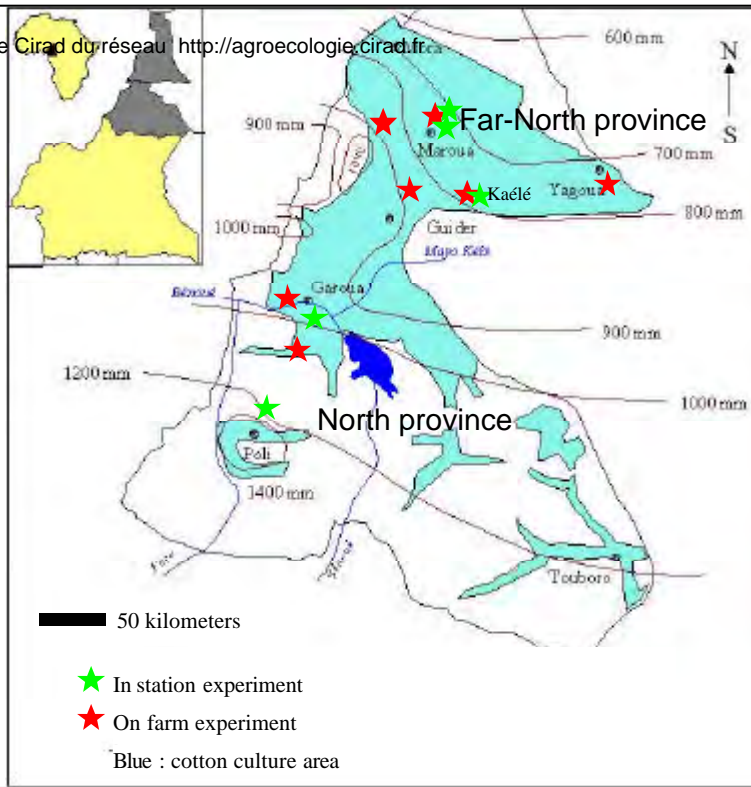 e Cirad du réseau http://agroecologie.cirad.fr
600 mm
N
S
900 mm
Far-North province
Maroua
700 mm
Kaélé
Yagoua
800 mm
1000 mm
Guider
Mayo Kébi
Bénoué
Garoua
900 mm
1200 mm
1000 mm
North province
Poli
1400 mm
Touboro
50 kilometers
In station experiment
On farm experiment
Blue : cotton culture area